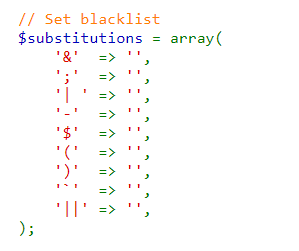 // Set blacklist
$substitutions = array(
    '&'  => '',
    ';'  => '',
    '| ' => '',
    '-'  => '',
    '$'  => '',
    '('  => '',
    ')'  => '',
    '`'  => '',
    '||' => '',
);